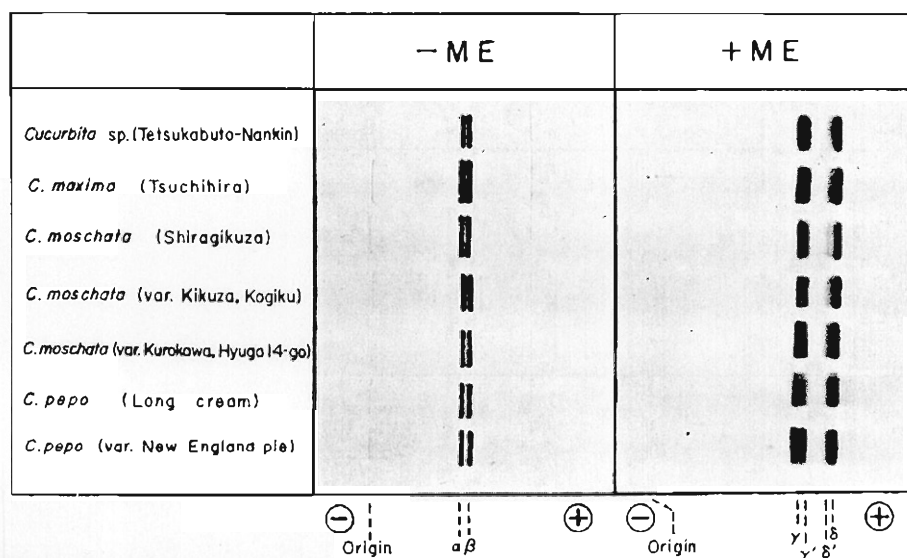 −ME +ME
Cucurbita sp. (Tetsukabuto-Nankin)
C. maxima (Tsuchihira)
C. moschata (Shiragikuza)
C. moschata (var. Kikuza, Kogiku)
C. moschata (var. Kurokawa, Hyuga 14-go)
C. pepo (Long cream)
C. pepo (var. New England pie)
⊖ ⊕ ⊖ ⊕
Origin α β Origin γ γ' δ' δ